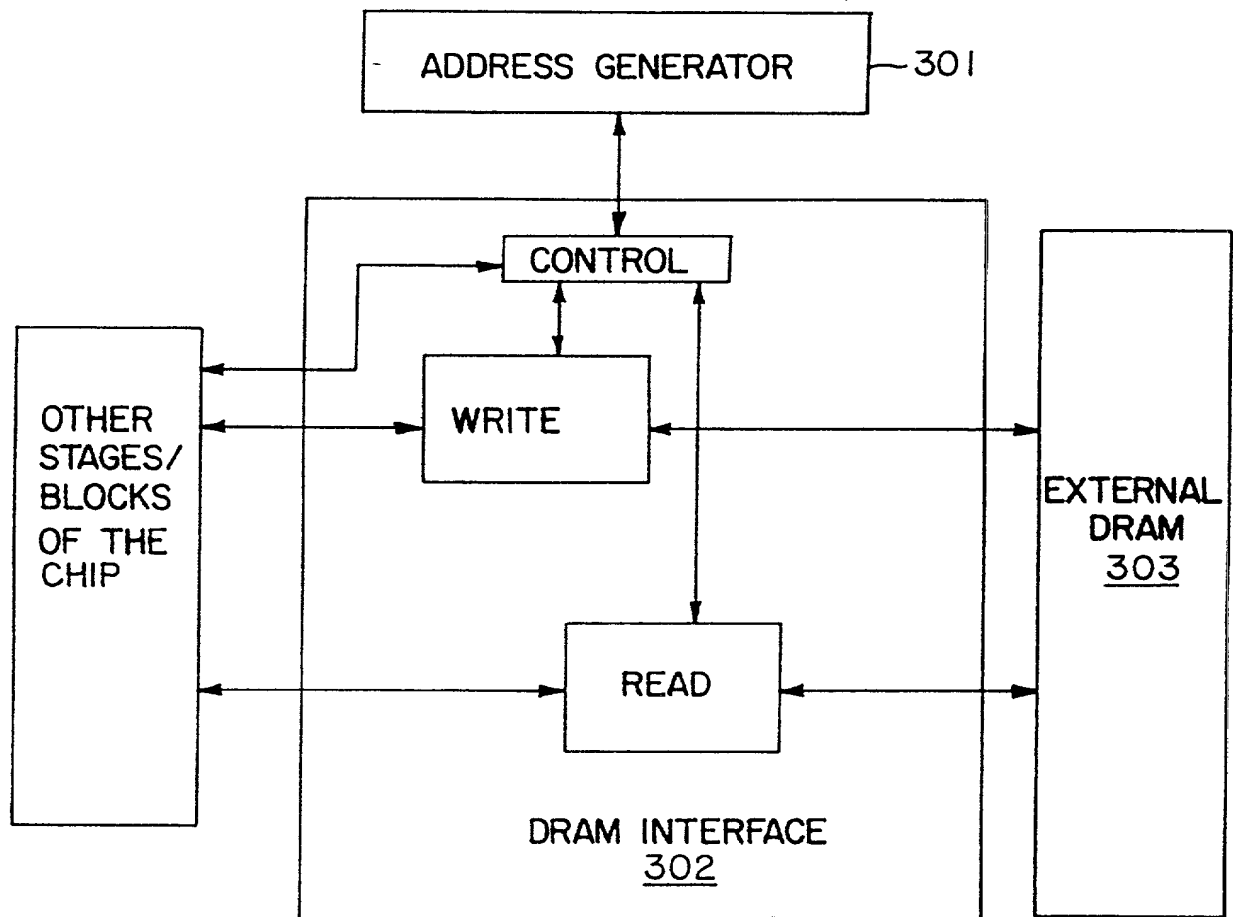 ADDRESS GENERATOR
301
CONTROL
OTHER
STAGES/
BLOCKS
OF THE
CHIP
WRITE
EXTERNAL
DRAM
303
READ
DRAM INTERFACE
302